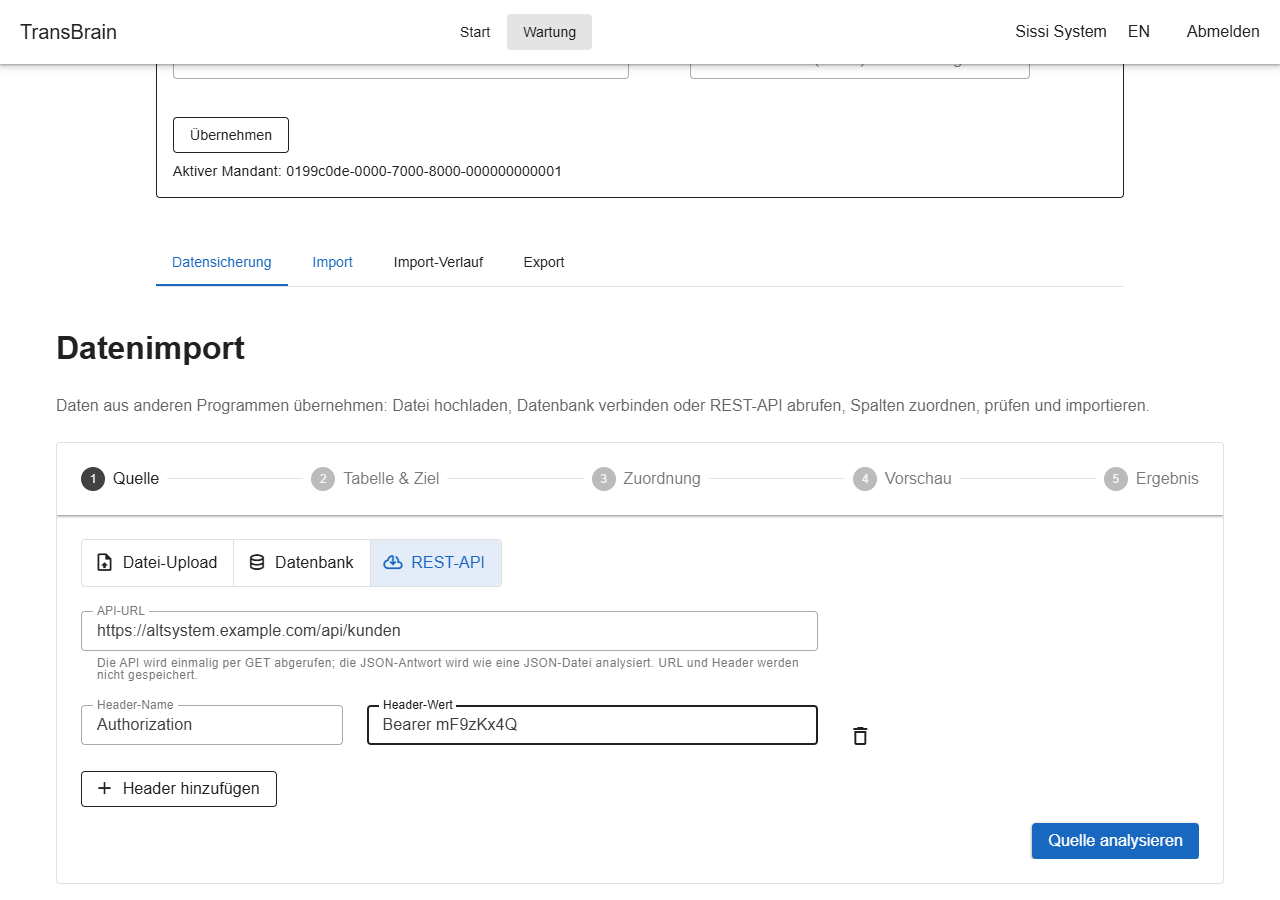 TransBrain
Start
Wartung
Sissi System
EN
Abmelden
Übernehmen
Aktiver Mandant: 0199c0de-0000-7000-8000-000000000001
Datensicherung
Import
Import-Verlauf
Export
Datenimport
Daten aus anderen Programmen übernehmen: Datei hochladen, Datenbank verbinden oder REST-API abrufen, Spalten zuordnen, prüfen und importieren.
1 Quelle
2 Tabelle & Ziel
3 Zuordnung
4 Vorschau
5 Ergebnis
Datei-Upload
Datenbank
REST-API
API-URL
https://altsystem.example.com/api/kunden
Die API wird einmalig per GET abgerufen; die JSON-Antwort wird wie eine JSON-Datei analysiert. URL und Header werden
nicht gespeichert.
Header-Name
Authorization
Header-Wert
Bearer mF9zKx4Q
Header hinzufügen
Quelle analysieren